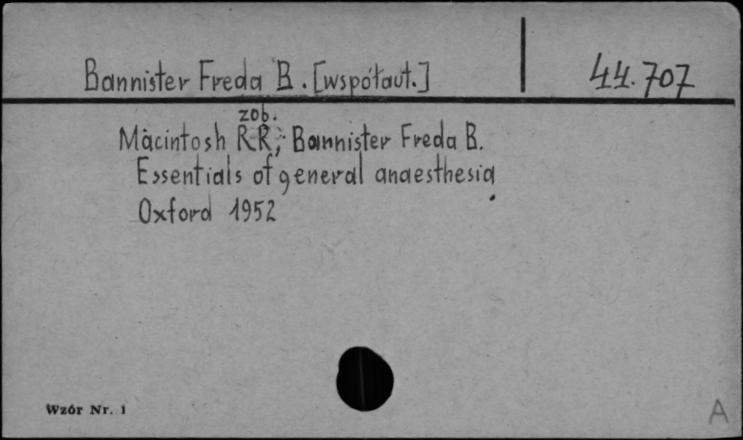 Bannister Freda B. [współaut.] 44.707
zob.
Macintosh R.R., Bannister Freda B.
Essentials of general anaesthesia
Oxford 1952
Wzór Nr. 1
A